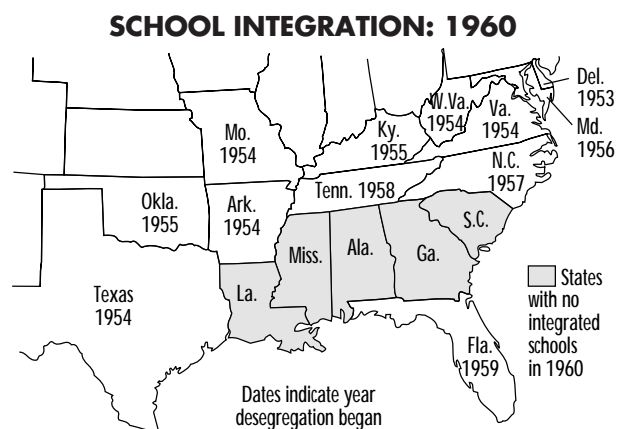 SCHOOL INTEGRATION: 1960
Del.
1953
W.Va.
1954
Va.
1954
Md.
1956
Mo.
1954
Ky.
1955
N.C.
1957
Tenn. 1958
Okla.
1955
Ark.
1954
S.C.
Miss.
Ala.
Ga.
La.
Texas
1954
States
with no
integrated
schools
in 1960
Fla.
1959
Dates indicate year
desegregation began